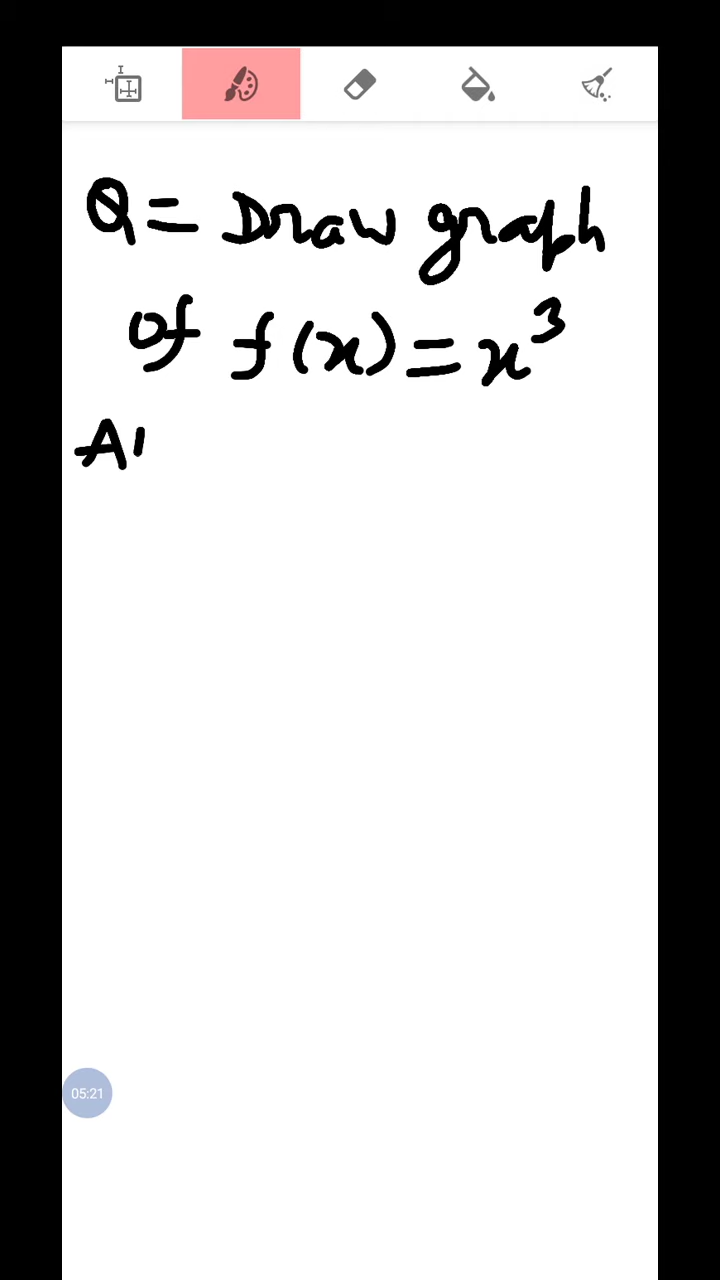 Q = Draw graph
of f(x) = x³
A
05:21